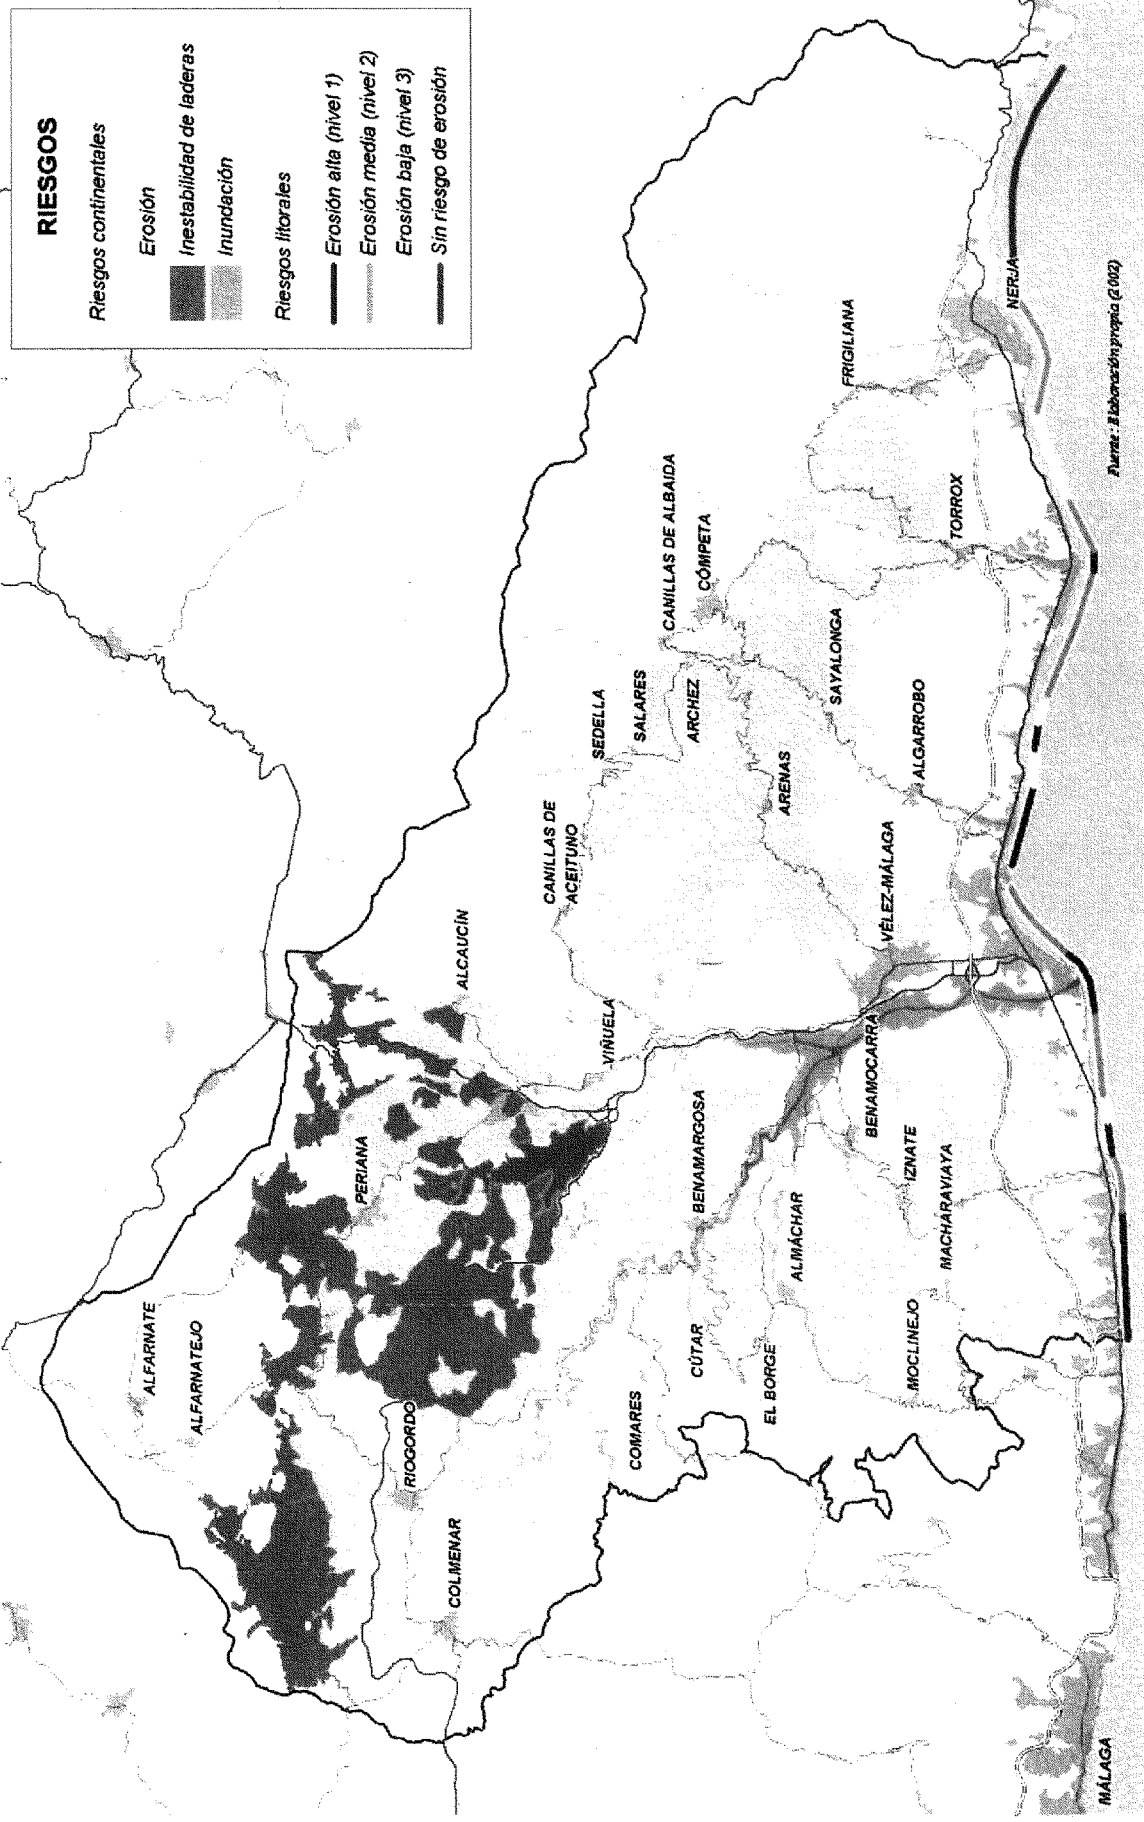 RIESGOS
Riesgos continentales
Erosión
Inestabilidad de laderas
Inundación
Riesgos litorales
Erosión alta (nivel 1)
Erosión media (nivel 2)
Erosión baja (nivel 3)
Sin riesgo de erosión
ALFARNATE
ALFARNATEJO
PERIANA
ALCAUCÍN
RIOGORDO
COLMENAR
CANILLAS DE
ACEITUNO
SEDELLA
SALARES
CANILLAS DE ALBAIDA
ARCHEZ
CÓMPETA
VIÑUELA
COMARES
CÚTAR
BENAMARGOSA
EL BORGE
ALMÁCHAR
ARENAS
SAYALONGA
FRIGILIANA
BENAMOCARRA
VÉLEZ-MÁLAGA
IZNATE
MOCLINEJO
MACHARAVIAYA
ALGARROBO
TORROX
NERJA
MÁLAGA
Fuente: Elaboración propia (2002)